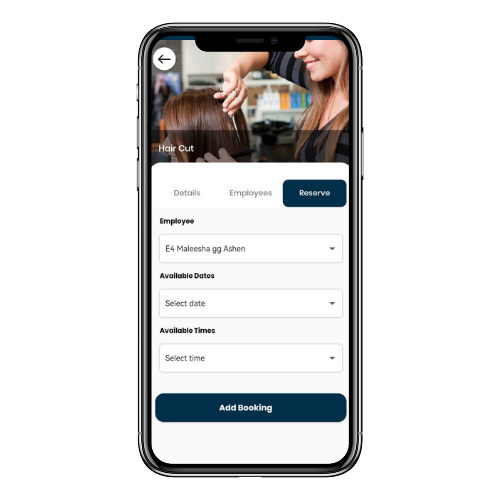 Hair Cut
Details Employees Reserve
Employee
E4 Maleesha gg Ashen
Available Dates
Select date
Available Times
Select time
Add Booking